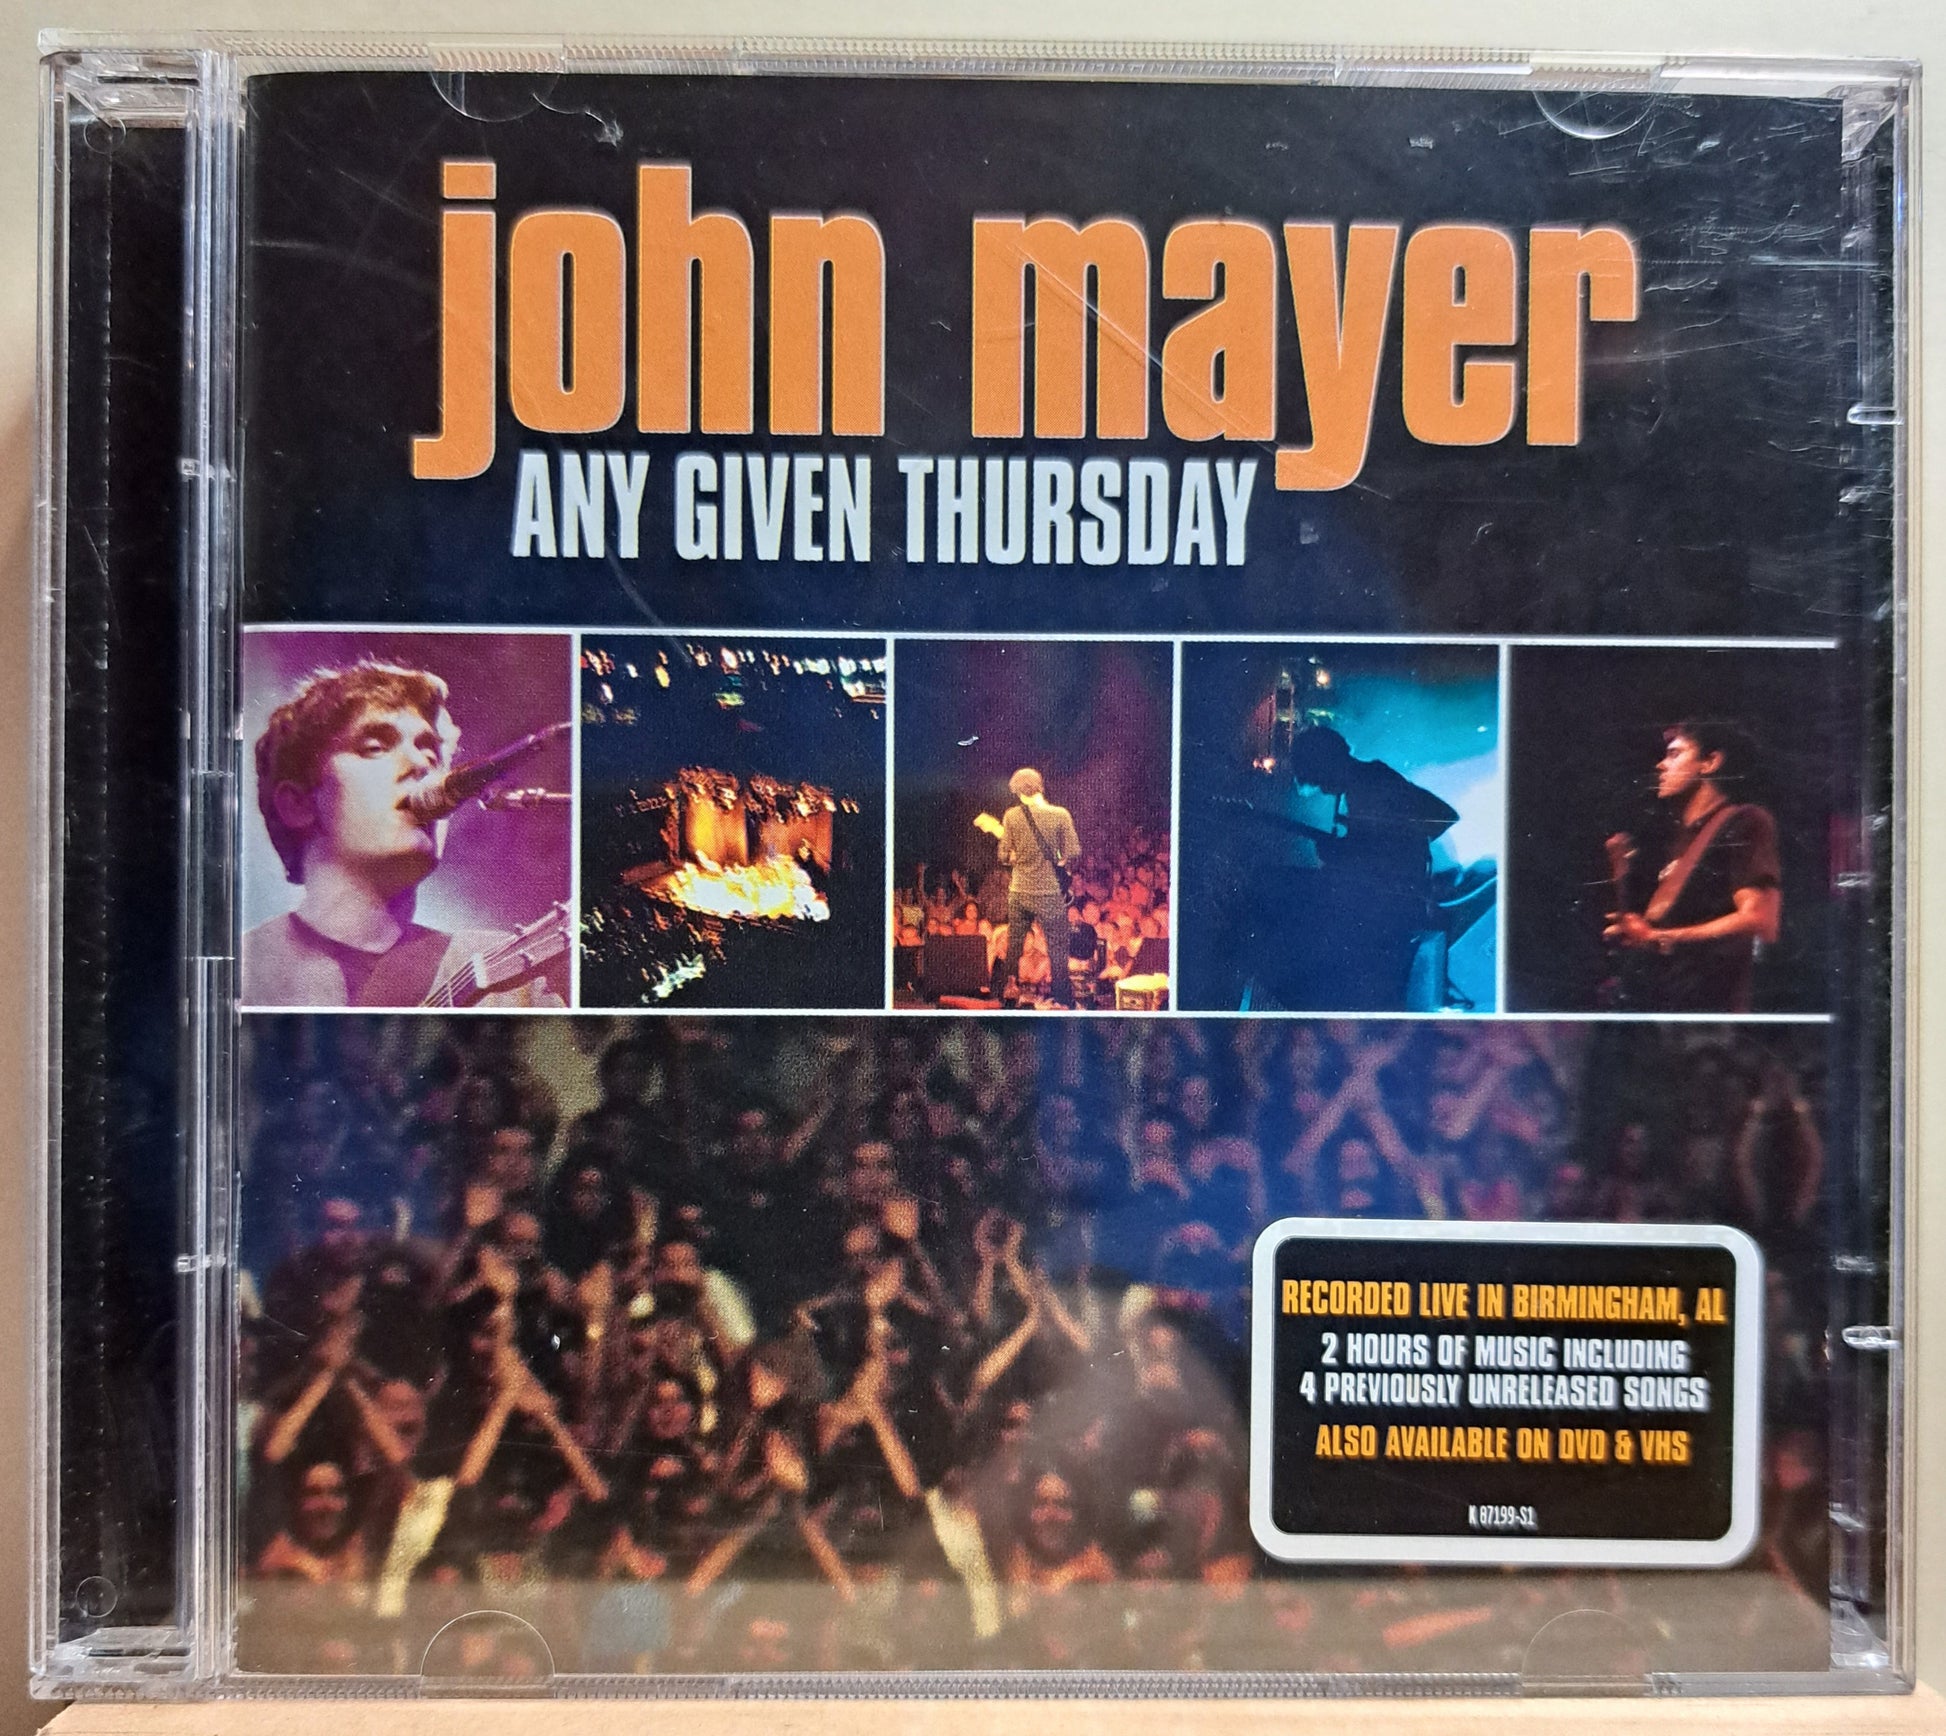 john mayer
ANY GIVEN THURSDAY
RECORDED LIVE IN BIRMINGHAM, AL
2 HOURS OF MUSIC INCLUDING
4 PREVIOUSLY UNRELEASED SONGS
ALSO AVAILABLE ON DVD & VHS
K 87199-S1